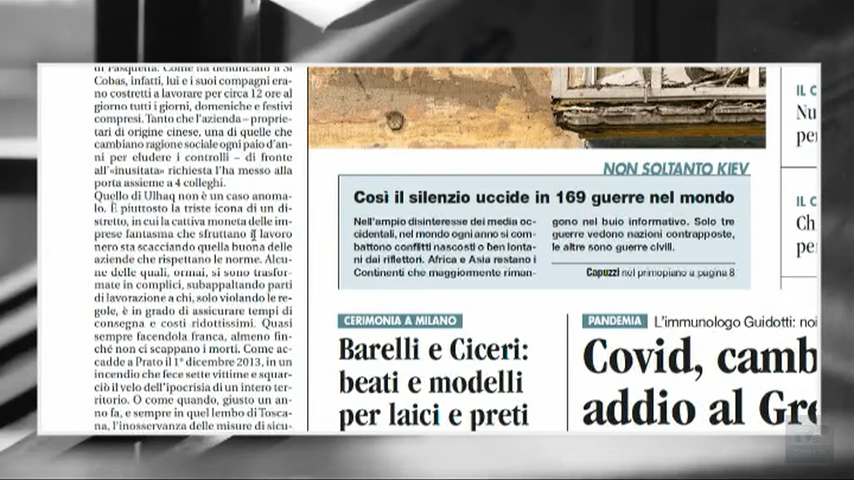 di Pasquetta. Come ha denunciato il Si
Cobas, infatti, lui e i suoi compagni era-
no costretti a lavorare per circa 12 ore al
giorno tutti i giorni, domeniche e festivi
compresi. Tanto che l'azienda – proprie-
tari di origine cinese, una di quelle che
cambiano ragione sociale ogni paio d'an-
ni per eludere i controlli – di fronte
all'«inusitata» richiesta l'ha messo alla
porta assieme a 4 colleghi.
Quello di Ulhaq non è un caso anoma-
lo. È piuttosto la triste icona di un di-
stretto, in cui la cattiva moneta delle im-
prese fantasma che sfruttano il lavoro
nero sta scacciando quella buona delle
aziende che rispettano le norme. Alcu-
ne delle quali, ormai, si sono trasfor-
mate in complici, subappaltando parti
di lavorazione a chi, solo violando le re-
gole, è in grado di assicurare tempi di
consegna e costi ridottissimi. Quasi
sempre facendola franca, almeno fin-
ché non ci scappano i morti. Come ac-
cadde a Prato il 1° dicembre 2013, in un
incendio che fece sette vittime e squar-
ciò il velo dell'ipocrisia di un intero ter-
ritorio. O come quando, giusto un an-
no fa, e sempre in quel lembo di Tosca-
na, l'inosservanza delle misure di sicu-
NON SOLTANTO KIEV
Così il silenzio uccide in 169 guerre nel mondo
Nell'ampio disinteresse dei media oc-
cidentali, nel mondo ogni anno si com-
battono conflitti nascosti o ben lonta-
ni dai riflettori. Africa e Asia restano i
Continenti che maggiormente riman-
gono nel buio informativo. Solo tre
guerre vedono nazioni contrapposte,
le altre sono guerre civili.
Capuzzi nel primopiano a pagina 8
CERIMONIA A MILANO
Barelli e Ciceri:
beati e modelli
per laici e preti
PANDEMIA L'immunologo Guidotti: noi
Covid, camb
addio al Gre
IL C
Nu
per
IL C
Ch
per